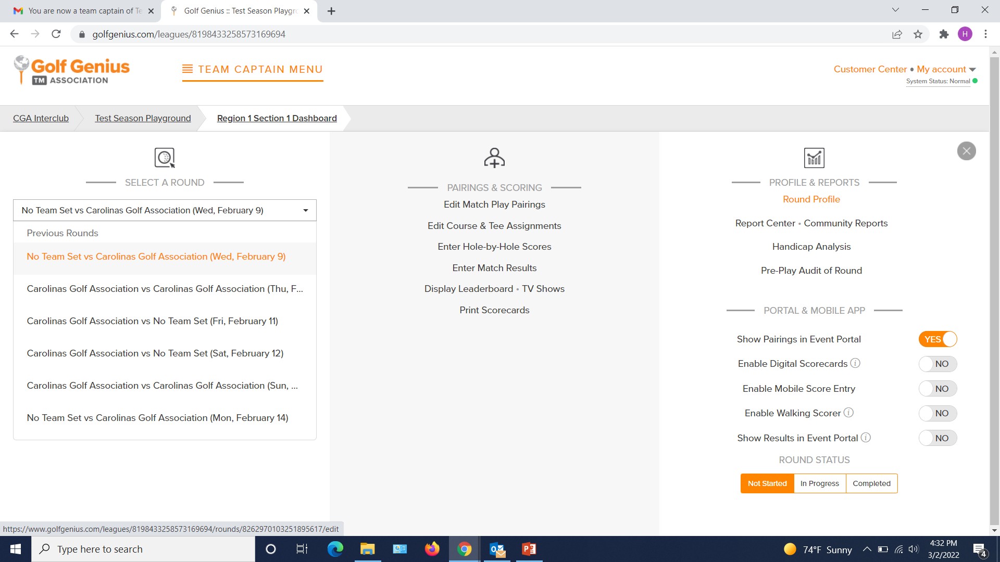 You are now a team captain of Te
Golf Genius :: Test Season Playgro
golfgenius.com/leagues/8198433258573169694
H
Golf Genius
TM ASSOCIATION
TEAM CAPTAIN MENU
Customer Center • My account
System Status: Normal
CGA Interclub
Test Season Playground
Region 1 Section 1 Dashboard
SELECT A ROUND
No Team Set vs Carolinas Golf Association (Wed, February 9)
Previous Rounds
No Team Set vs Carolinas Golf Association (Wed, February 9)
Carolinas Golf Association vs Carolinas Golf Association (Thu, F...
Carolinas Golf Association vs No Team Set (Fri, February 11)
Carolinas Golf Association vs No Team Set (Sat, February 12)
Carolinas Golf Association vs Carolinas Golf Association (Sun, ...
No Team Set vs Carolinas Golf Association (Mon, February 14)
PAIRINGS & SCORING
Edit Match Play Pairings
Edit Course & Tee Assignments
Enter Hole-by-Hole Scores
Enter Match Results
Display Leaderboard • TV Shows
Print Scorecards
PROFILE & REPORTS
Round Profile
Report Center • Community Reports
Handicap Analysis
Pre-Play Audit of Round
PORTAL & MOBILE APP
Show Pairings in Event Portal YES
Enable Digital Scorecards i NO
Enable Mobile Score Entry NO
Enable Walking Scorer i NO
Show Results in Event Portal i NO
ROUND STATUS
Not Started In Progress Completed
https://www.golfgenius.com/leagues/8198433258573169694/rounds/8262970103251895617/edit
Type here to search
74°F Sunny
4:32 PM
3/2/2022
4